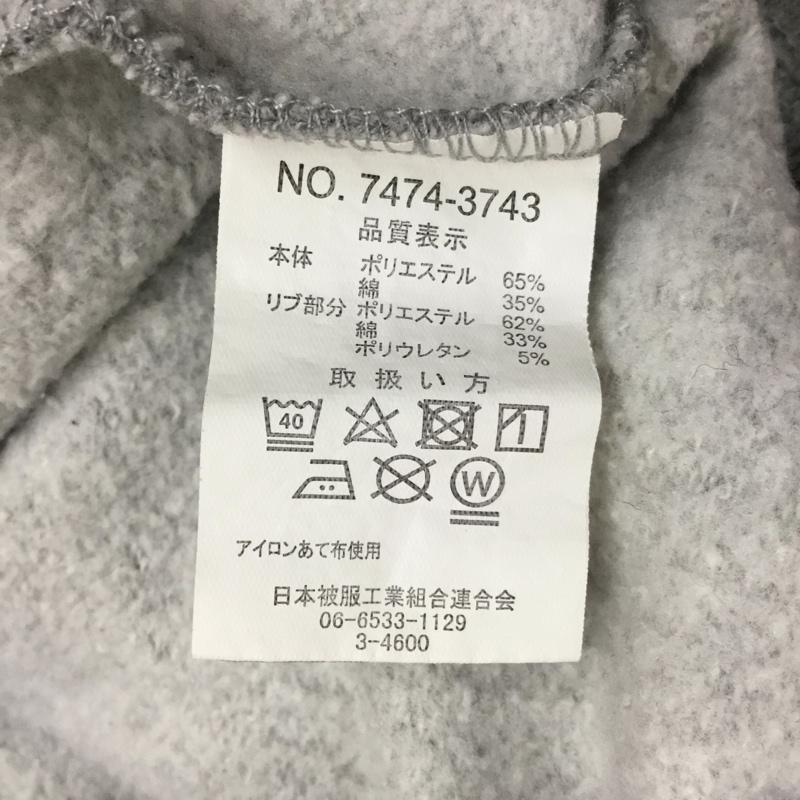 NO. 7474-3743
品質表示
本体 ポリエステル 65%
綿 35%
リブ部分 ポリエステル 62%
綿 33%
ポリウレタン 5%
取扱い方
40
W
アイロンあて布使用
日本被服工業組合連合会
06-6533-1129
3-4600